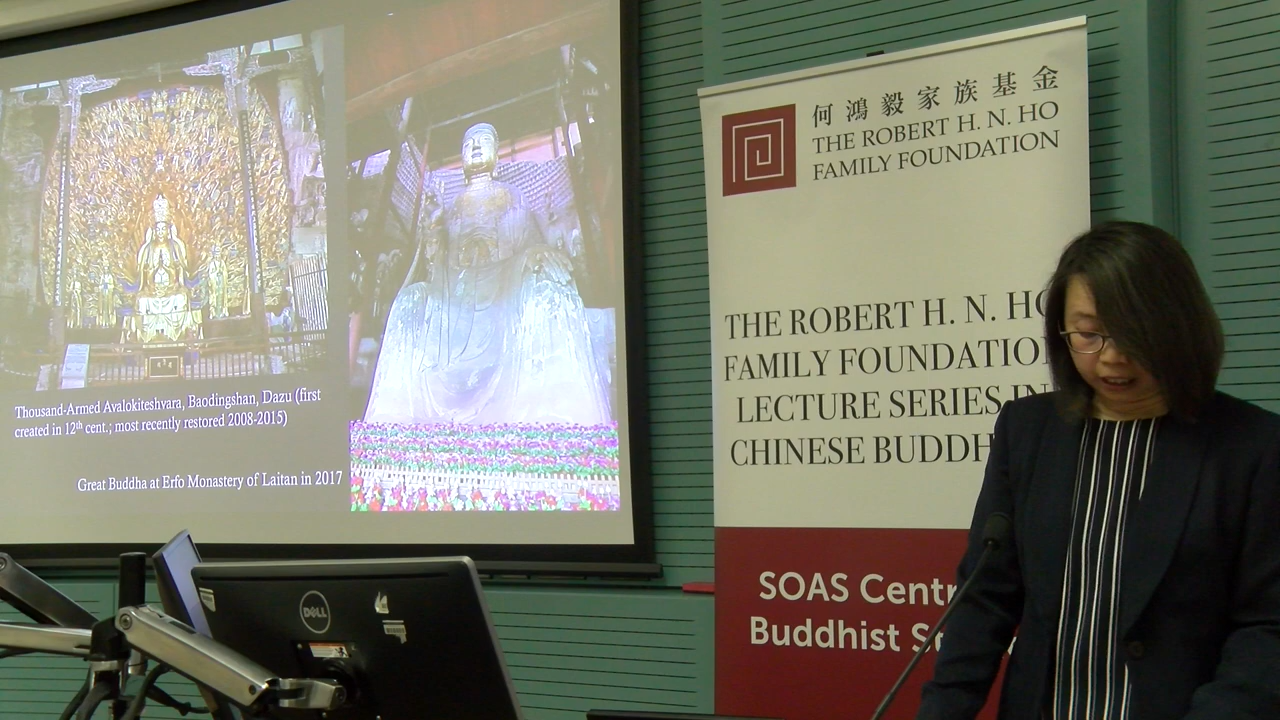 Thousand-Armed Avalokiteshvara, Baodingshan, Dazu (first
created in 12th cent.; most recently restored 2008-2015)
Great Buddha at Erfo Monastery of Laitan in 2017
何鴻毅家族基金
THE ROBERT H. N. HO
FAMILY FOUNDATION
THE ROBERT H. N. HO
FAMILY FOUNDATIO
LECTURE SERIES IN
CHINESE BUDDH
SOAS Centr
Buddhist S
DELL